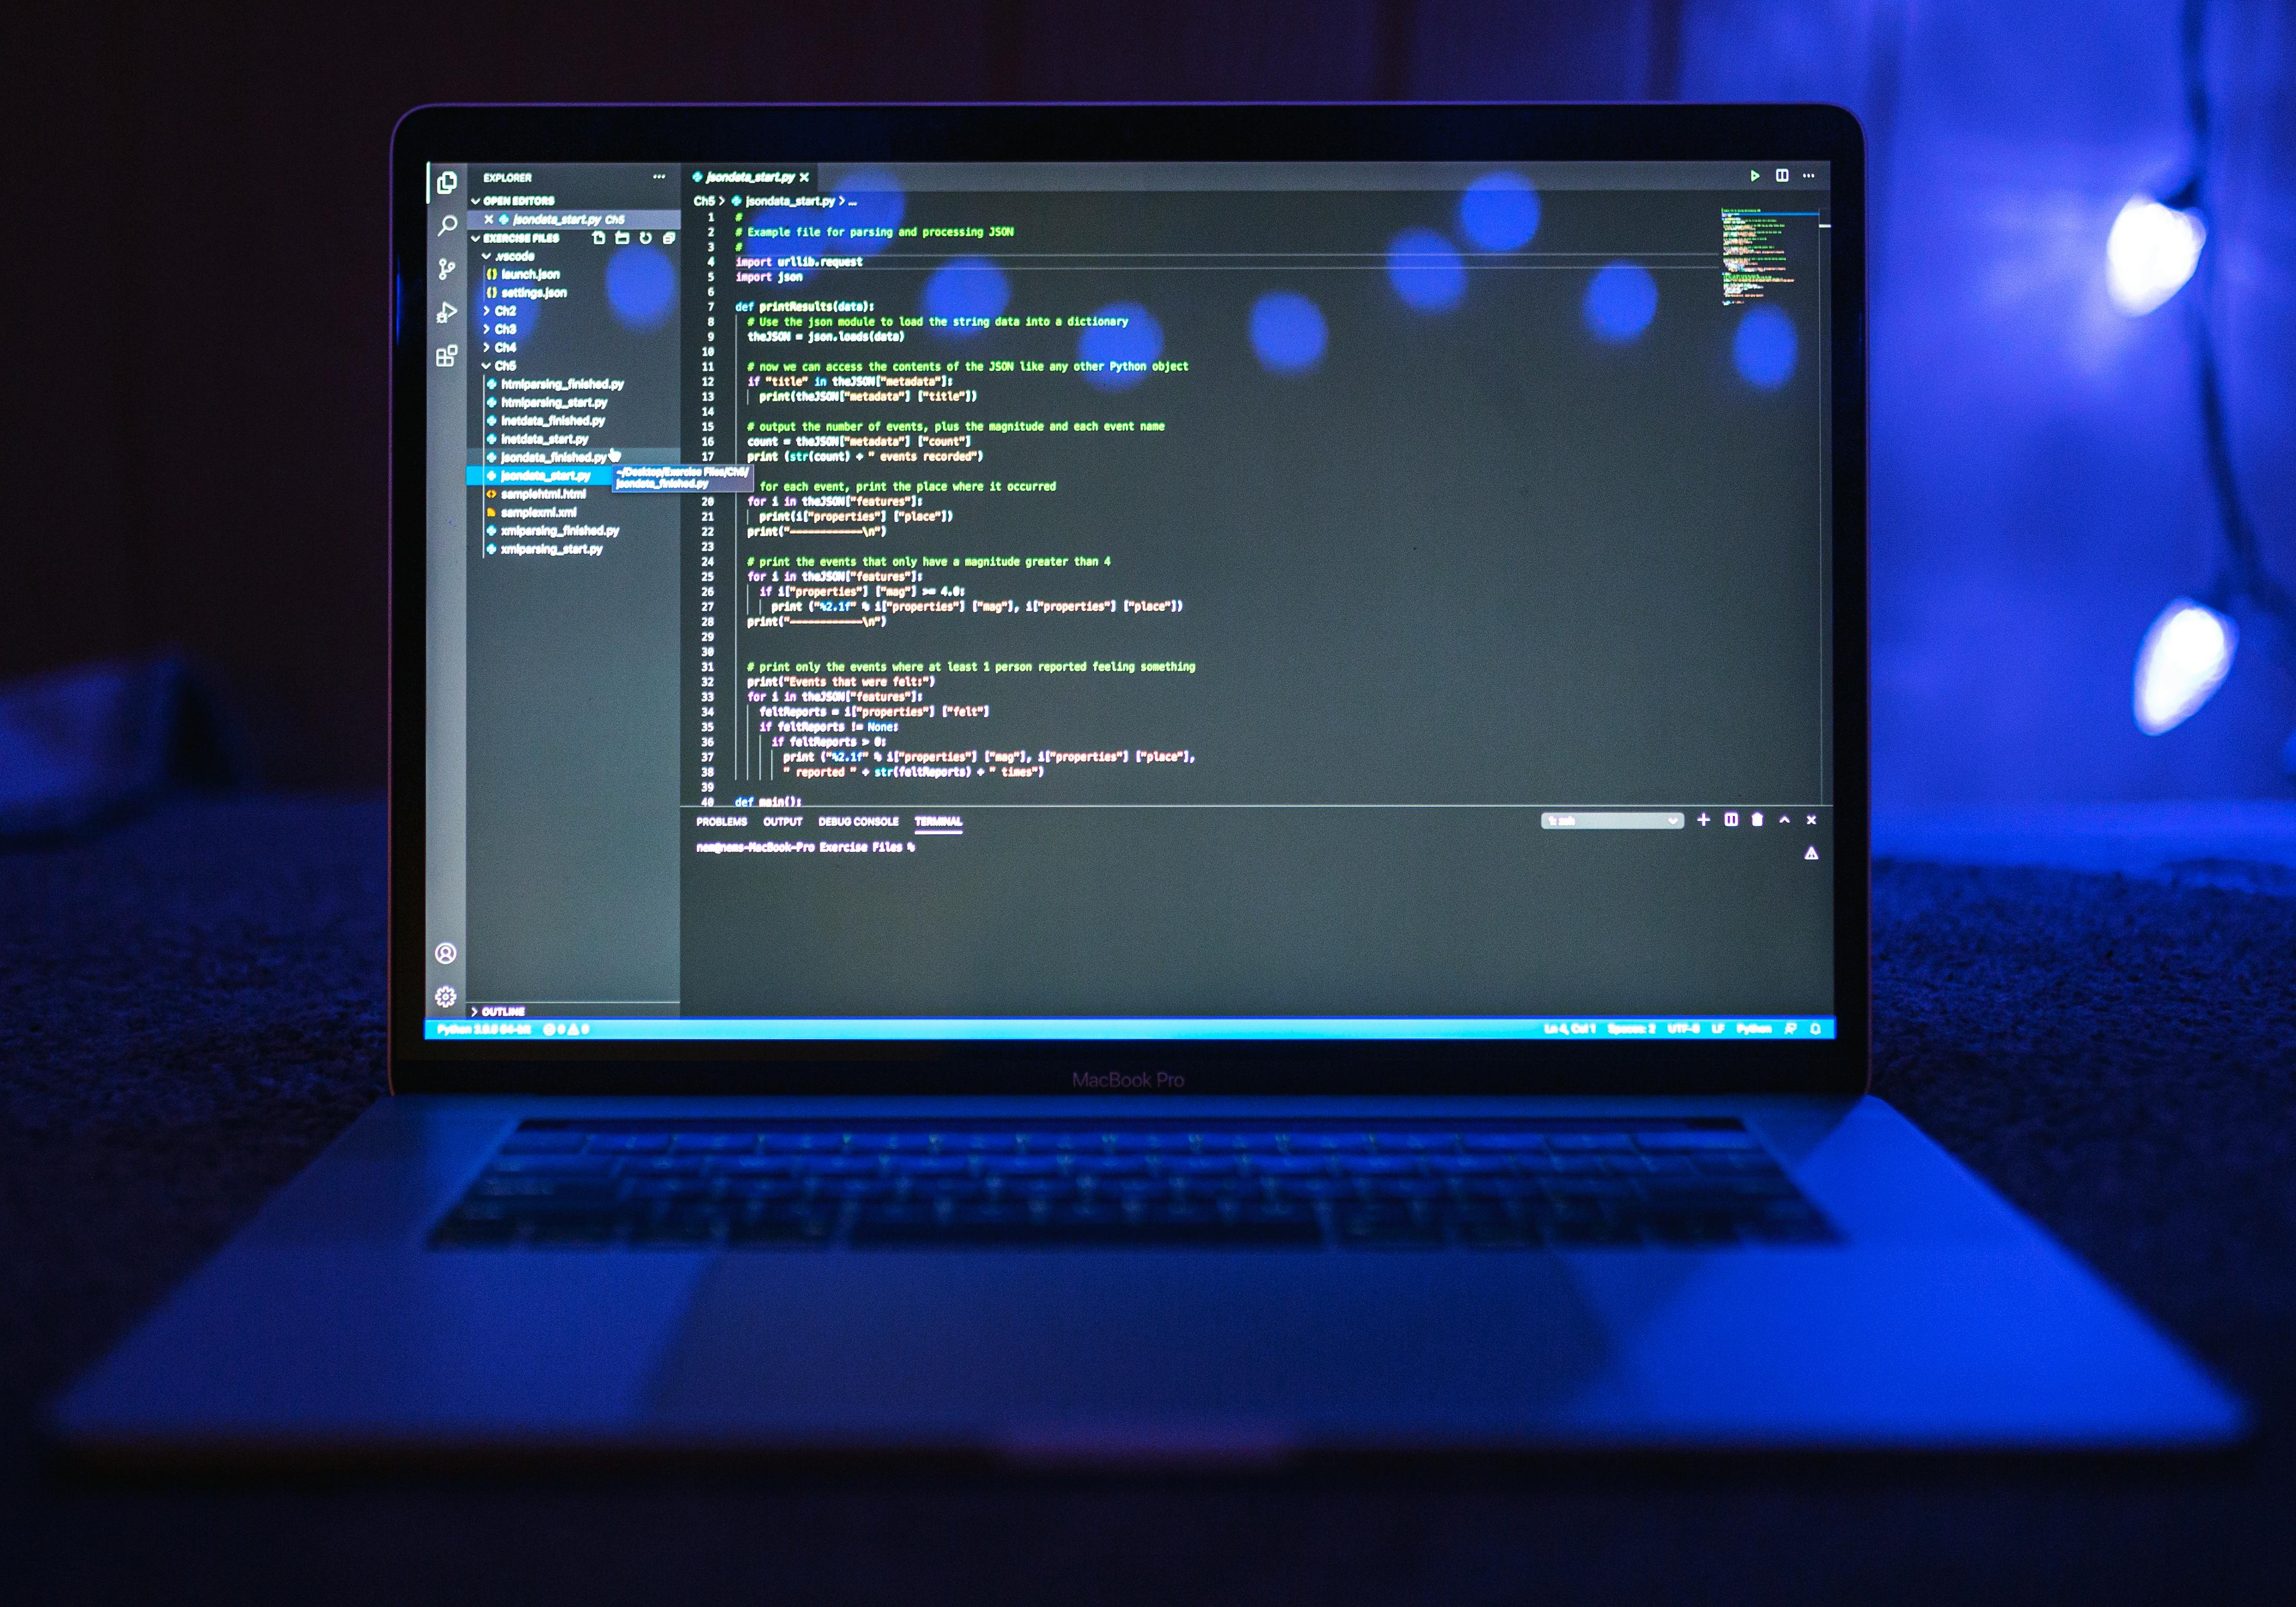 EXPLORER
OPEN EDITORS
jsondata_start.py Ch5
EXERCISE FILES
.vscode
launch.json
settings.json
Ch2
Ch3
Ch4
Ch5
htmlparsing_finished.py
htmlparsing_start.py
inetdata_finished.py
inetdata_start.py
jsondata_finished.py
jsondata_start.py
samplehtml.html
samplexml.xml
xmlparsing_finished.py
xmlparsing_start.py
~/Desktop/Exercise Files/Ch5/
jsondata_finished.py
OUTLINE
jsondata_start.py
Ch5 > jsondata_start.py > ...
1 #
2 # Example file for parsing and processing JSON
3 #
4 import urllib.request
5 import json
6
7 def printResults(data):
8 # Use the json module to load the string data into a dictionary
9 theJSON = json.loads(data)
10
11 # now we can access the contents of the JSON like any other Python object
12 if "title" in theJSON["metadata"]:
13 print(theJSON["metadata"] ["title"])
14
15 # output the number of events, plus the magnitude and each event name
16 count = theJSON["metadata"] ["count"]
17 print (str(count) + " events recorded")
for each event, print the place where it occurred
20 for i in theJSON["features"]:
21 print(i["properties"] ["place"])
22 print("--------------\n")
23
24 # print the events that only have a magnitude greater than 4
25 for i in theJSON["features"]:
26 if i["properties"] ["mag"] >= 4.0:
27 print ("%2.1f" % i["properties"] ["mag"], i["properties"] ["place"])
28 print("--------------\n")
29
30
31 # print only the events where at least 1 person reported feeling something
32 print("Events that were felt:")
33 for i in theJSON["features"]:
34 feltReports = i["properties"] ["felt"]
35 if feltReports != None:
36 if feltReports > 0:
37 print ("%2.1f" % i["properties"] ["mag"], i["properties"] ["place"],
38 " reported " + str(feltReports) + " times")
39
40 def main():
PROBLEMS OUTPUT DEBUG CONSOLE TERMINAL
1: zsh
nem@nems-MacBook-Pro Exercise Files %
Python 64-bit 0 0
Ln 4, Col 1 Spaces: 2 UTF-8 LF Python
MacBook Pro